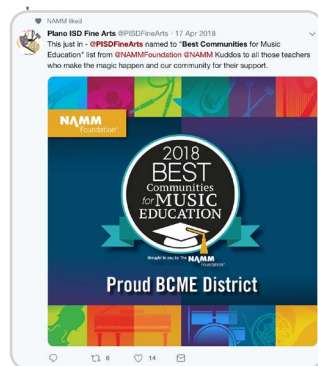 NAMM liked
Plano ISD Fine Arts @PISDFineArts · 17 Apr 2018
This just in - @PISDFineArts named to "Best Communities for Music
Education" list from @NAMMFoundation @NAMM Kuddos to all those teachers
who make the magic happen and our community for their support.
NAMM
Foundation
2018
BEST
Communities
for MUSIC
EDUCATION
Brought to you by The NAMM
Foundation
Proud BCME District
6
14